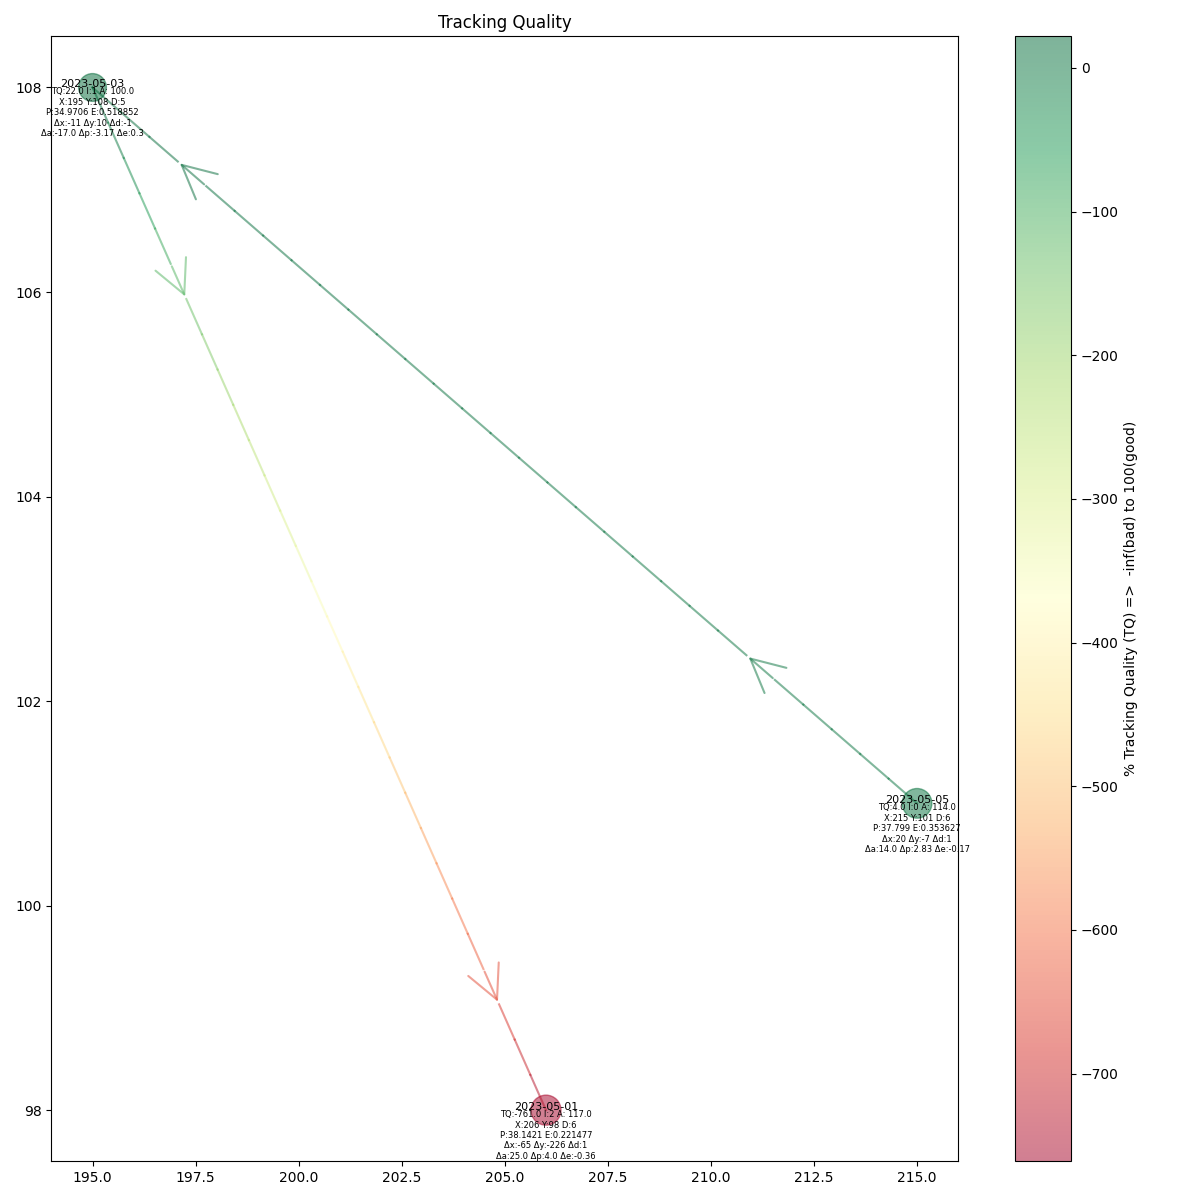 Tracking Quality
108
106
104
102
100
98
195.0
197.5
200.0
202.5
205.0
207.5
210.0
212.5
215.0
2023-05-03
TQ:22.0 I:1 A: 100.0
X:195 Y:108 D:5
P:34.9706 E:0.518852
Δx:-11 Δy:10 Δd:-1
Δa:-17.0 Δp:-3.17 Δe:0.3
2023-05-05
TQ:4.0 I:0 A: 114.0
X:215 Y:101 D:6
P:37.799 E:0.353627
Δx:20 Δy:-7 Δd:1
Δa:14.0 Δp:2.83 Δe:-0.17
2023-05-01
TQ:-761.0 I:2 A: 117.0
X:206 Y:98 D:6
P:38.1421 E:0.221477
Δx:-65 Δy:-226 Δd:1
Δa:25.0 Δp:4.0 Δe:-0.36
0
−100
−200
−300
−400
−500
−600
−700
% Tracking Quality (TQ) => -inf(bad) to 100(good)